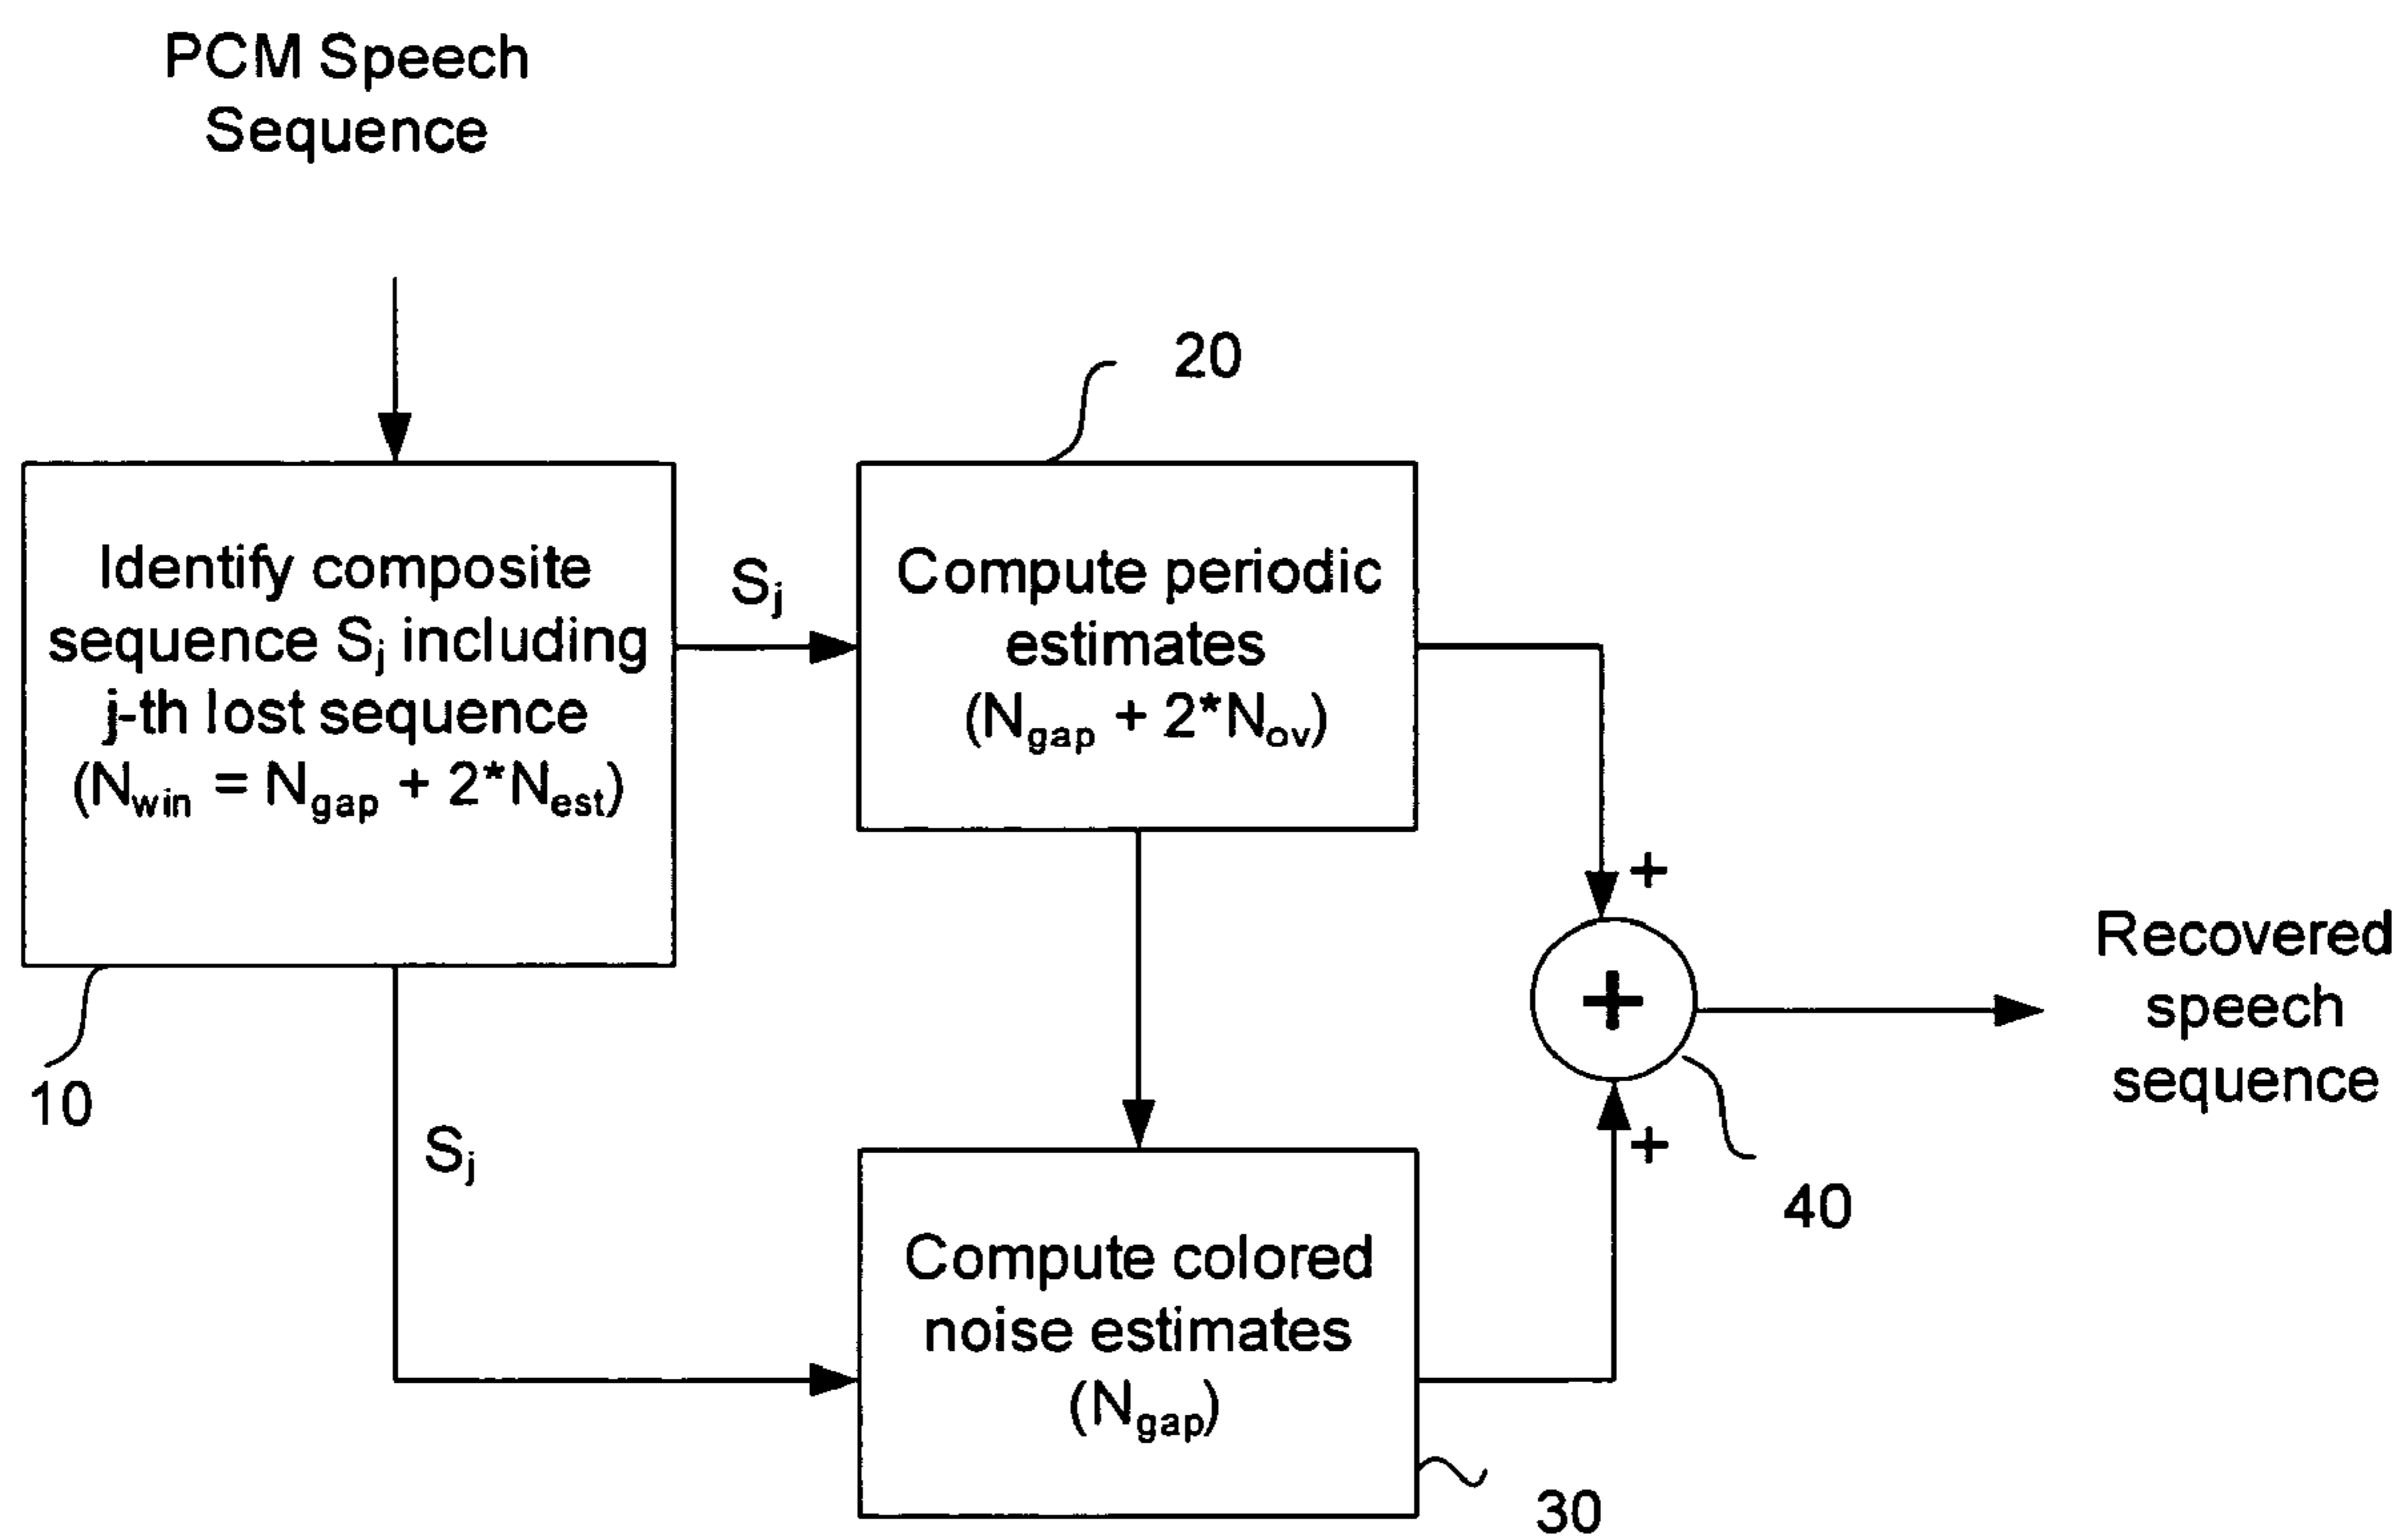 PCM Speech
Sequence
20
Identify composite
sequence Sj including
j-th lost sequence
(Nwin = Ngap + 2*Nest)
Sj
Compute periodic
estimates
(Ngap + 2*Nov)
+
+
Recovered
speech
sequence
10
Sj
+
40
Compute colored
noise estimates
(Ngap)
30